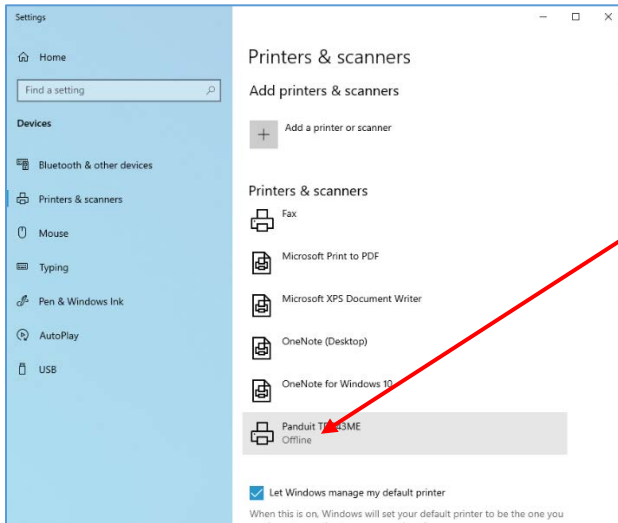 Settings
Home
Find a setting
Devices
Bluetooth & other devices
Printers & scanners
Mouse
Typing
Pen & Windows Ink
AutoPlay
USB
Printers & scanners
Add printers & scanners
Add a printer or scanner
Printers & scanners
Fax
Microsoft Print to PDF
Microsoft XPS Document Writer
OneNote (Desktop)
OneNote for Windows 10
Panduit
Offline
Let Windows manage my default printer
When this is on, Windows will set your default printer to be the one you